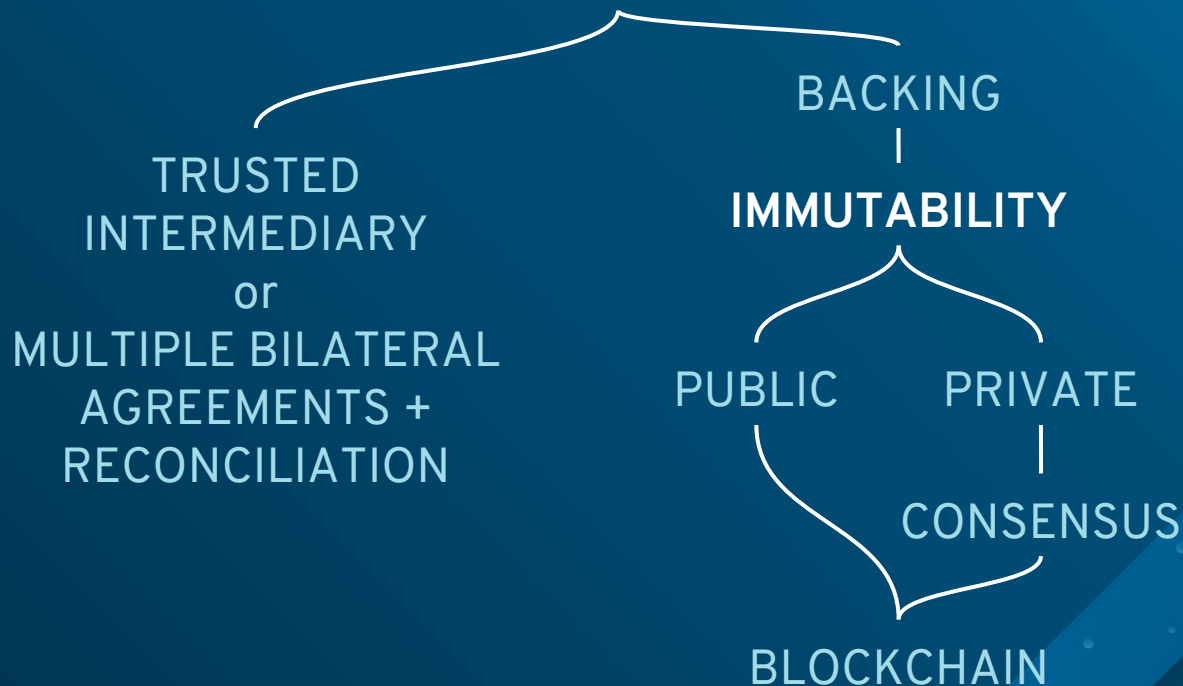 BACKING
TRUSTED
INTERMEDIARY
or
MULTIPLE BILATERAL
AGREEMENTS +
RECONCILIATION
IMMUTABILITY
PUBLIC
PRIVATE
CONSENSUS
BLOCKCHAIN